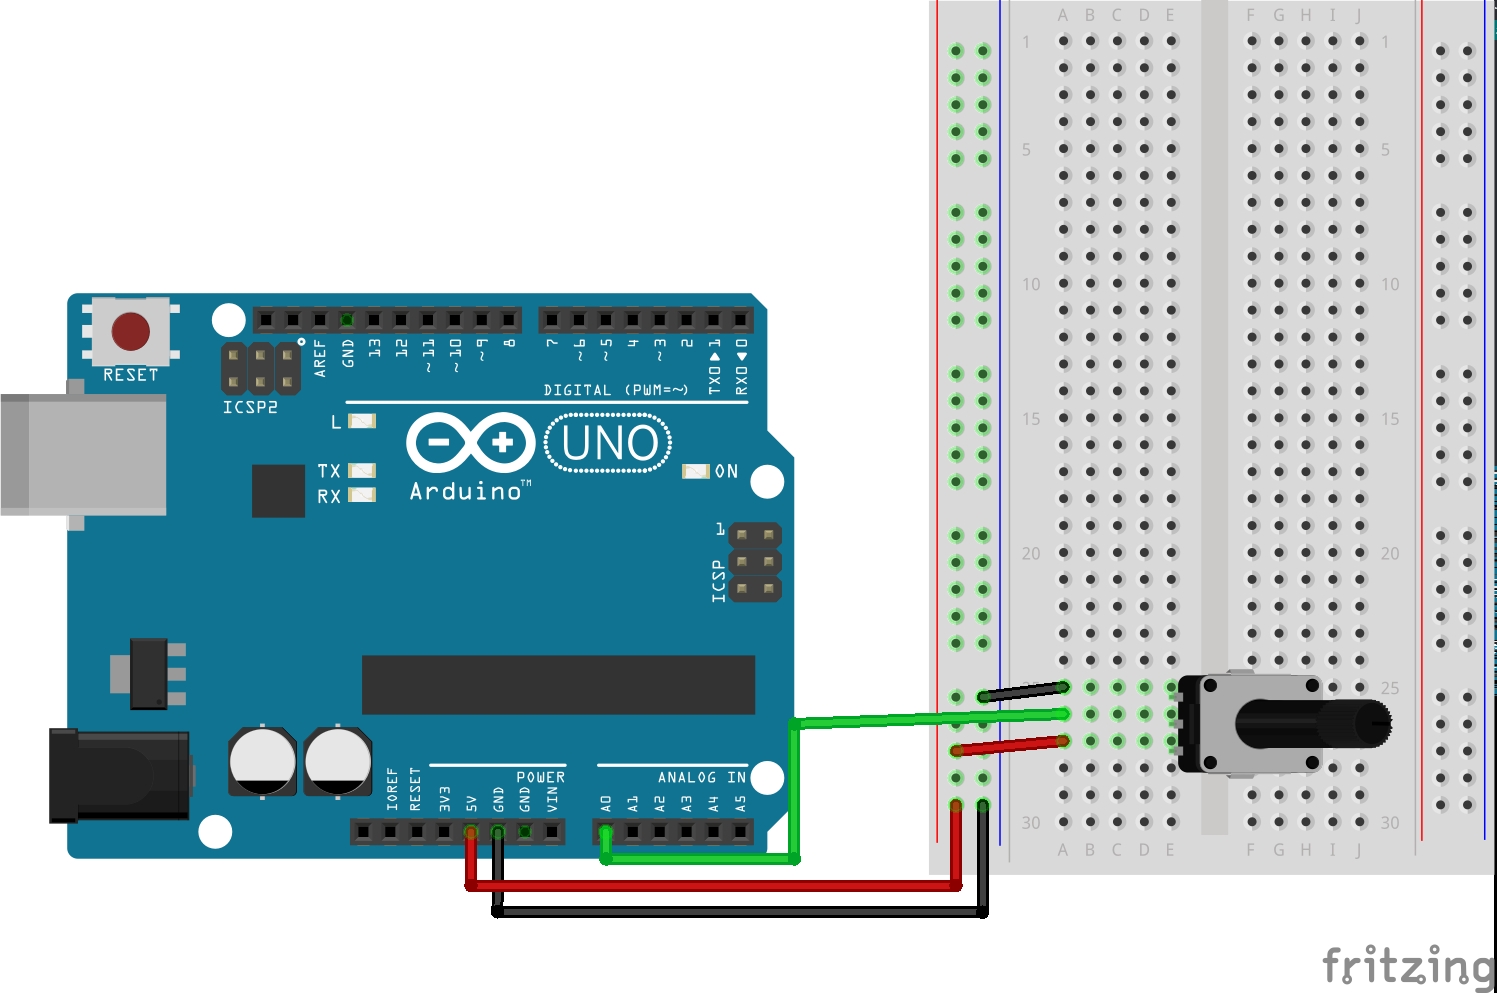 A B C D E F G H I J
1 1
5 5
10 10
15 15
20 20
25 25
30 30
A B C D E F G H I J
RESET
ICSP2
AREF GND 13 12 ~11 ~10 ~9 8 7 ~6 ~5 4 ~3 2 TX0▶1 RX0◀0
DIGITAL (PWM=~)
L
TX
RX
UNO
Arduino™
ON
1
ICSP
POWER ANALOG IN
IOREF RESET 3V3 5V GND GND VIN A0 A1 A2 A3 A4 A5
fritzing